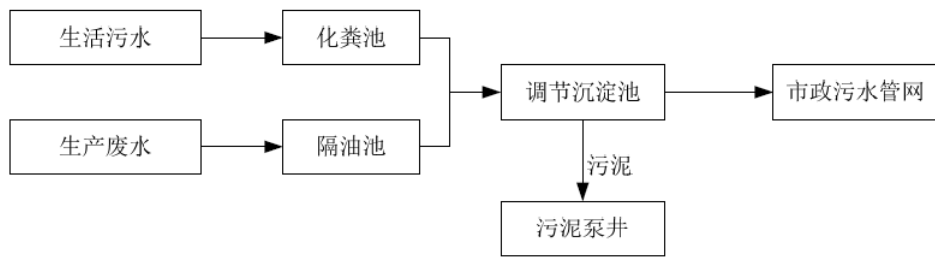 生活污水
化粪池
调节沉淀池
市政污水管网
生产废水
隔油池
污泥
污泥泵井